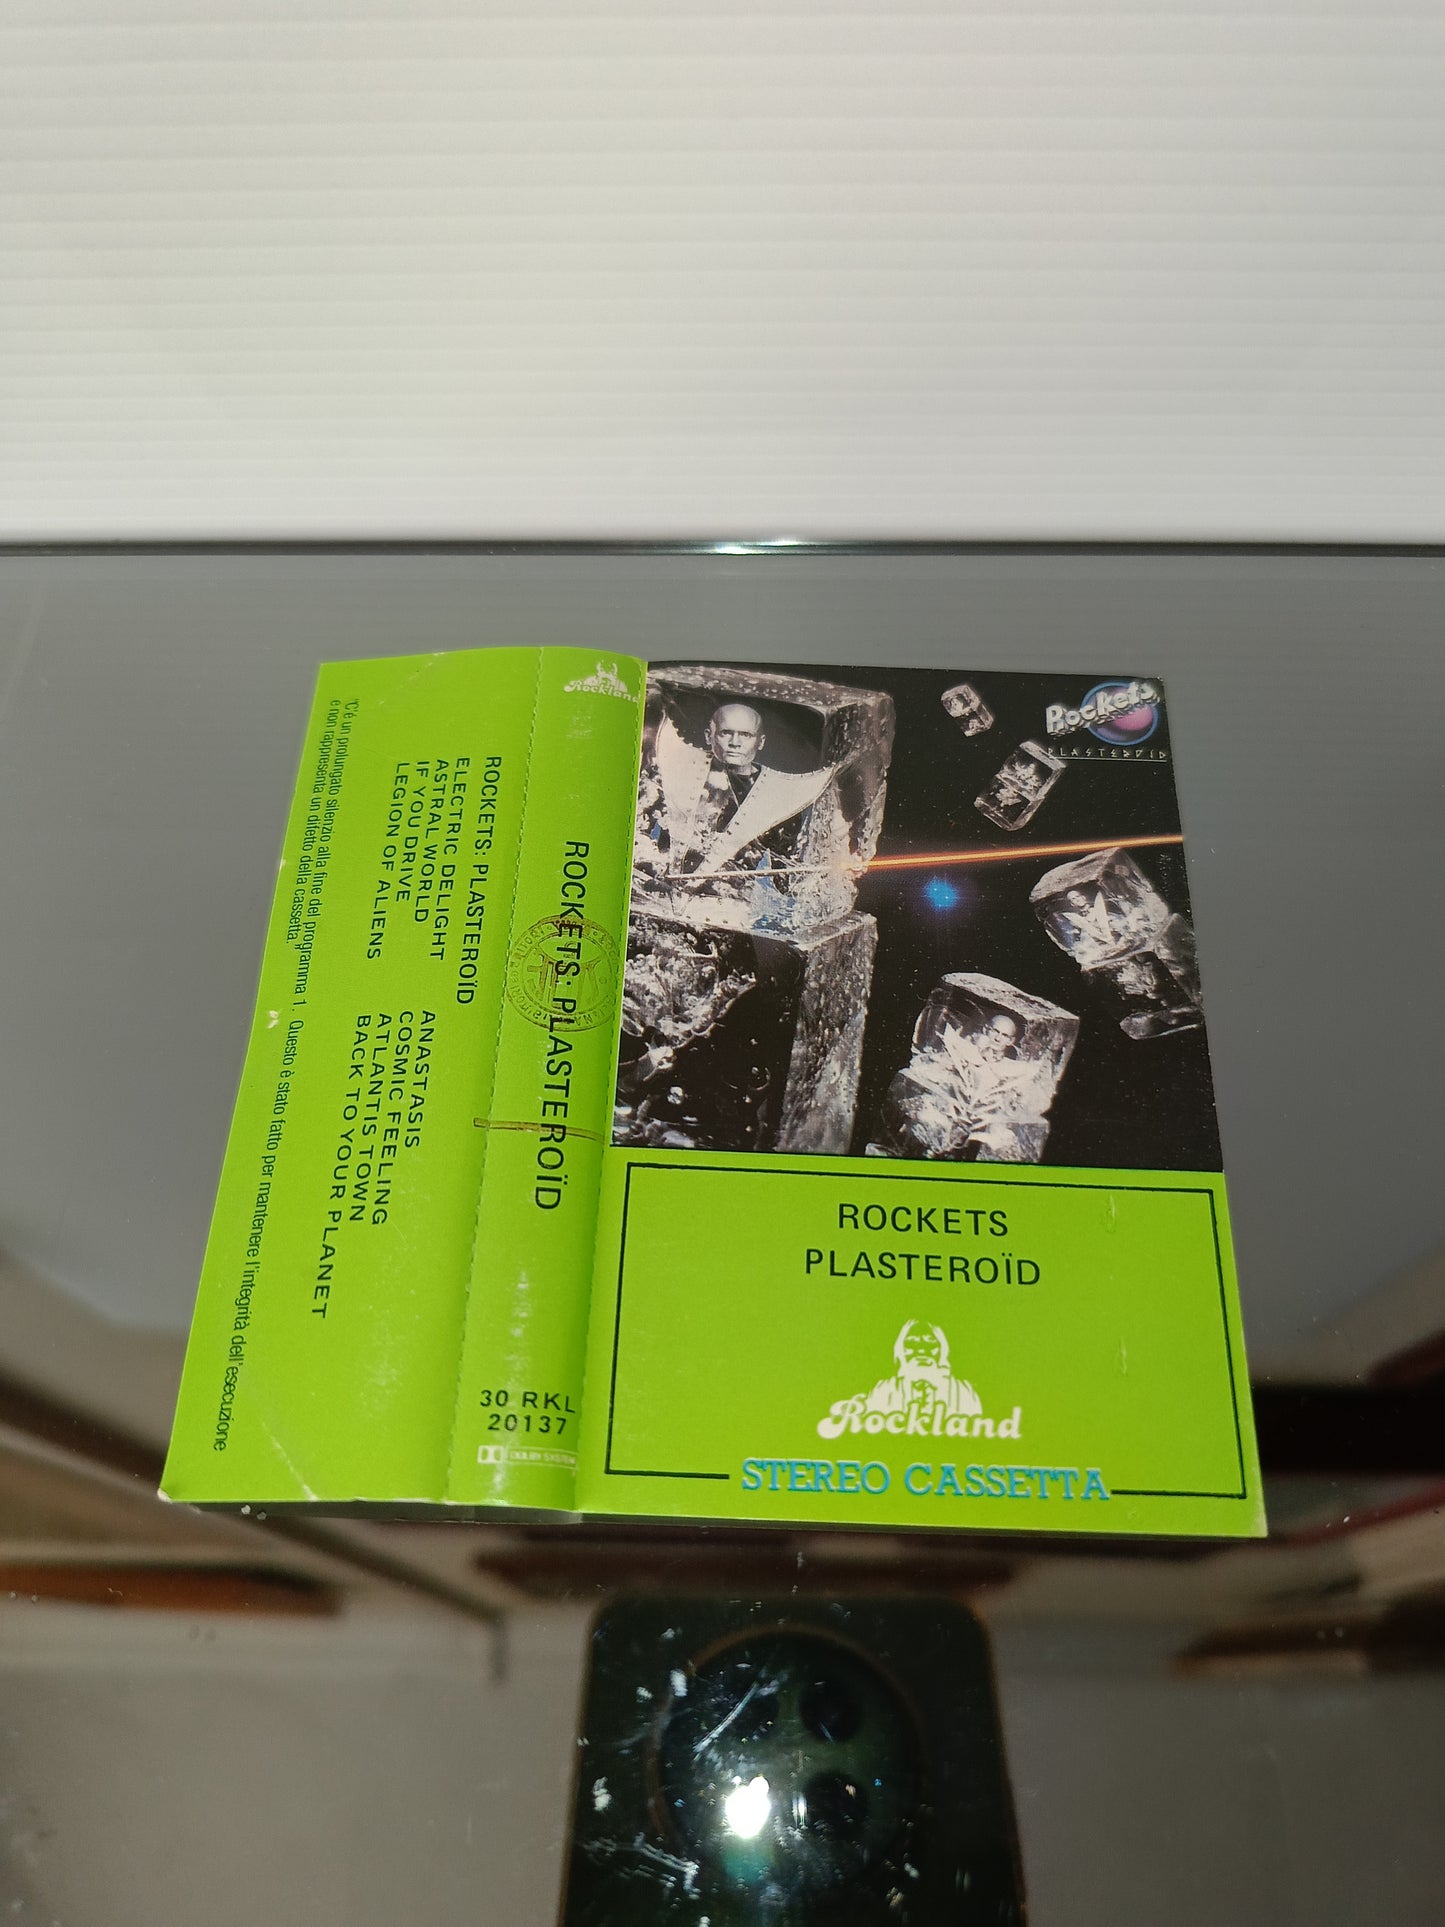 "C'é un prolungato silenzio alla fine del programma 1. Questo è stato fatto per mantenere l'integrità dell'esecuzione
e non rappresenta un difetto della cassetta."
ROCKETS: PLASTEROÏD
ELECTRIC DELIGHT
ASTRAL WORLD
IF YOU DRIVE
LEGION OF ALIENS
ANASTASIS
COSMIC FEELING
ATLANTIS TOWN
BACK TO YOUR PLANET
Rockland
ROCKETS: PLASTEROÏD
30 RKL
20137
DOLBY SYSTEM
Rockets
PLASTEROÏD
ROCKETS
PLASTEROÏD
Rockland
STEREO CASSETTA